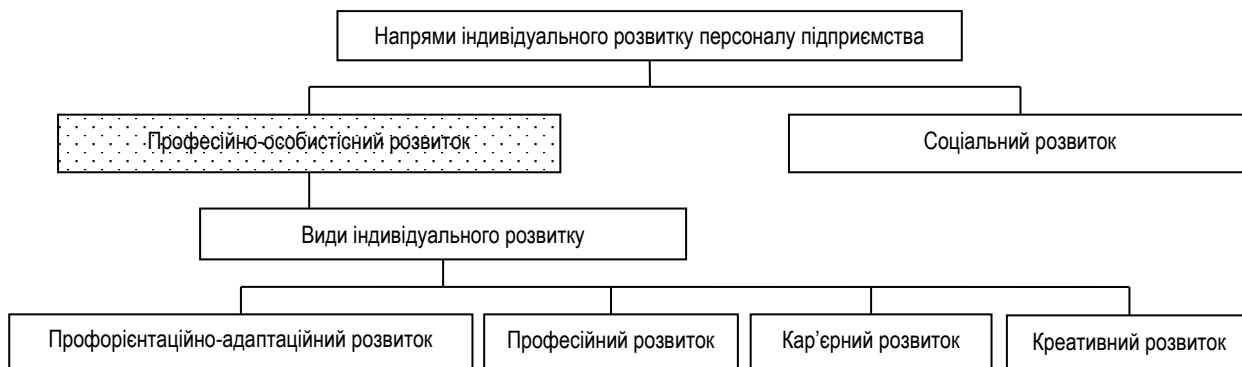 Напрями індивідуального розвитку персоналу підприємства
Професійно-особистісний розвиток
Соціальний розвиток
Види індивідуального розвитку
Профорієнтаційно-адаптаційний розвиток
Професійний розвиток
Кар’єрний розвиток
Креативний розвиток